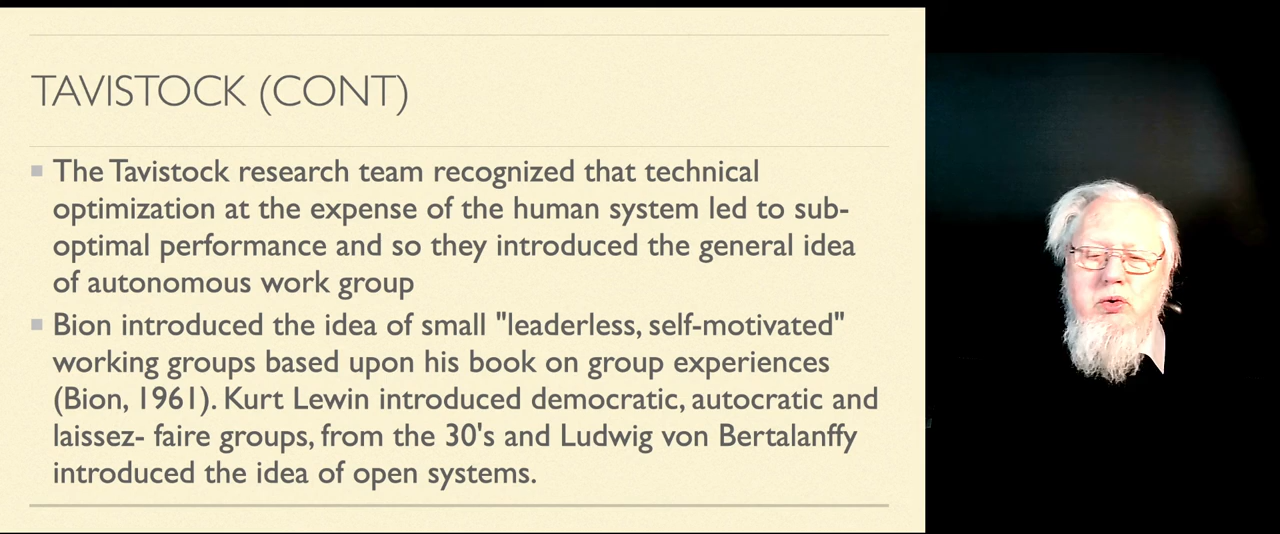 TAVISTOCK (CONT)
The Tavistock research team recognized that technical
optimization at the expense of the human system led to sub-
optimal performance and so they introduced the general idea
of autonomous work group
Bion introduced the idea of small "leaderless, self-motivated"
working groups based upon his book on group experiences
(Bion, 1961). Kurt Lewin introduced democratic, autocratic and
laissez- faire groups, from the 30's and Ludwig von Bertalanffy
introduced the idea of open systems.